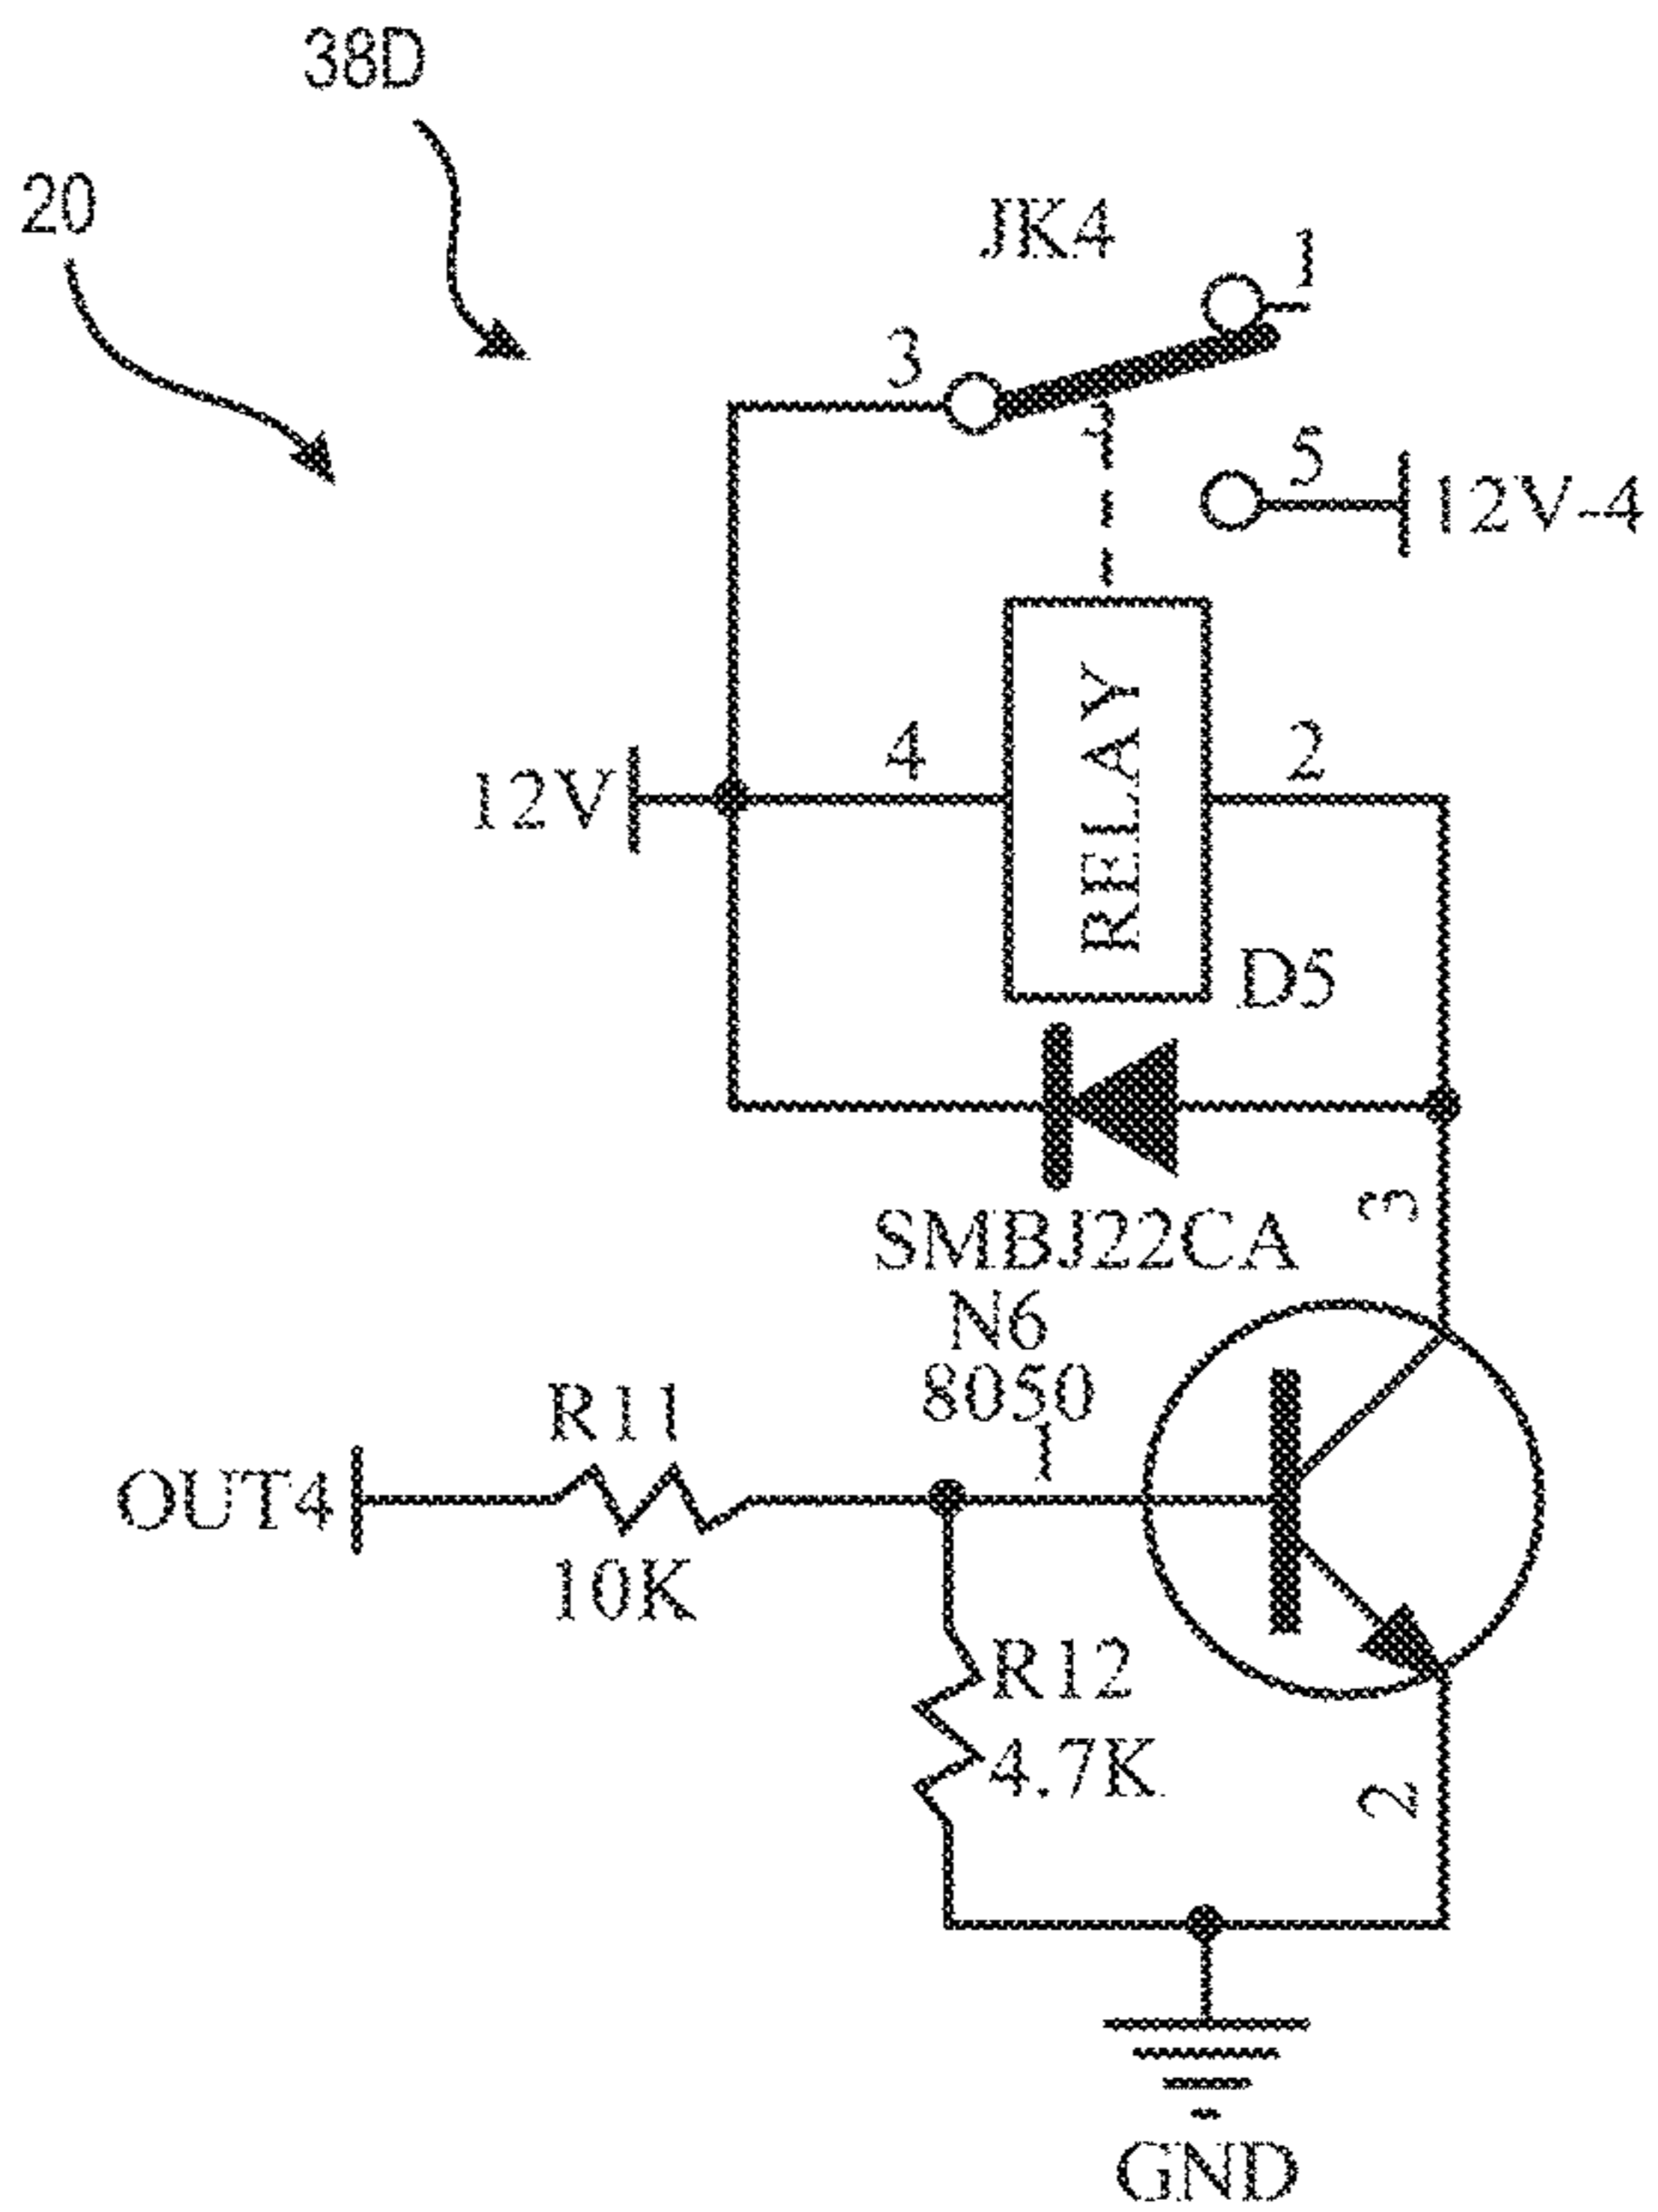 38D
20
JK4
1
3
5
12V-4
4
2
12V
RELAY
D5
3
SMBJ22CA
N6
8050
R11
1
OUT4
10K
R12
4.7K
2
GND